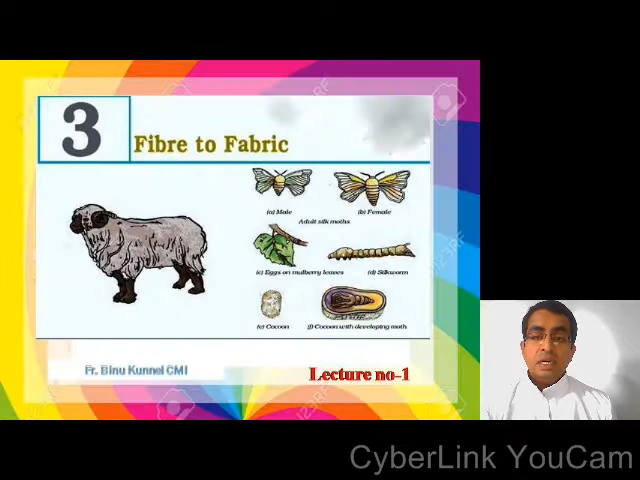 3
Fibre to Fabric
(a) Male
(b) Female
Adult silk moths
(c) Eggs on mulberry leaves
(d) Silkworm
(e) Cocoon
(f) Cocoon with developing moth
Fr. Binu Kunnel CMI
Lecture no-1
CyberLink YouCam